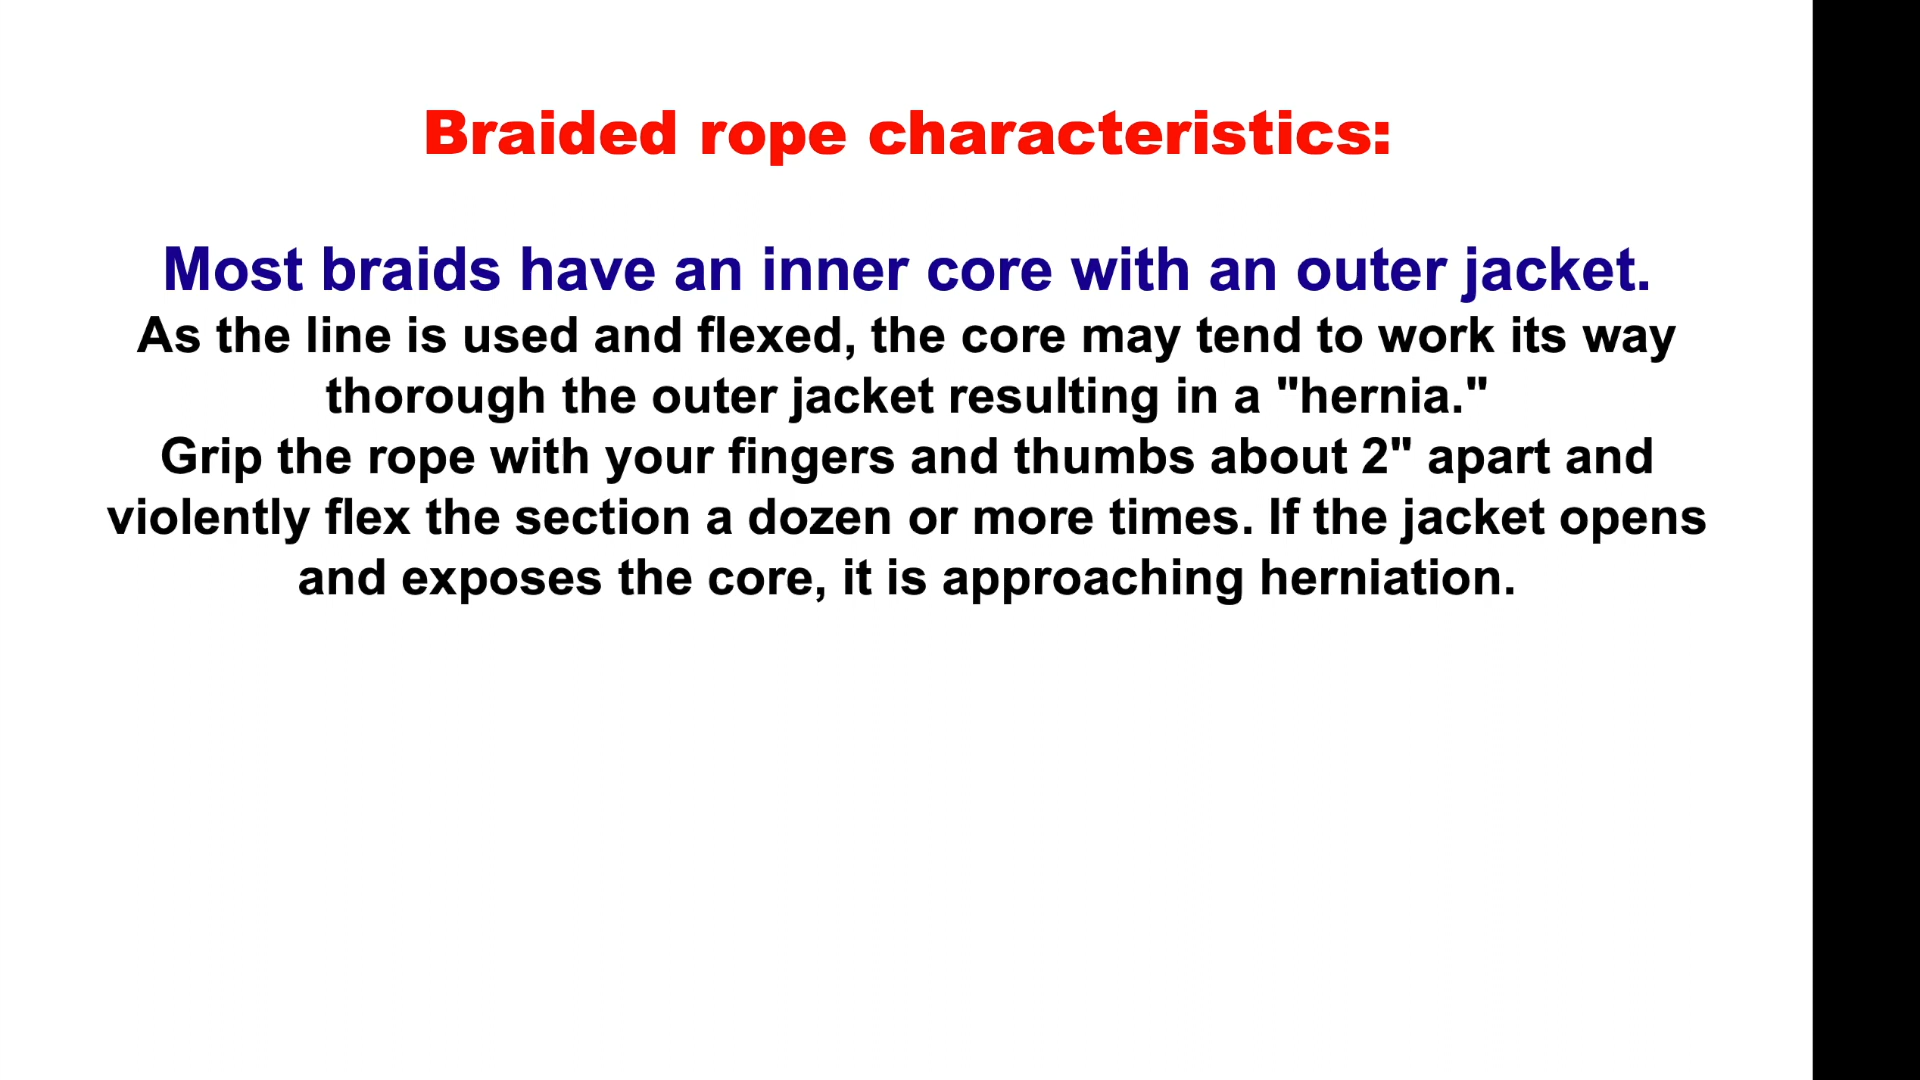 Braided rope characteristics:
Most braids have an inner core with an outer jacket.
As the line is used and flexed, the core may tend to work its way
thorough the outer jacket resulting in a "hernia."
Grip the rope with your fingers and thumbs about 2" apart and
violently flex the section a dozen or more times. If the jacket opens
and exposes the core, it is approaching herniation.